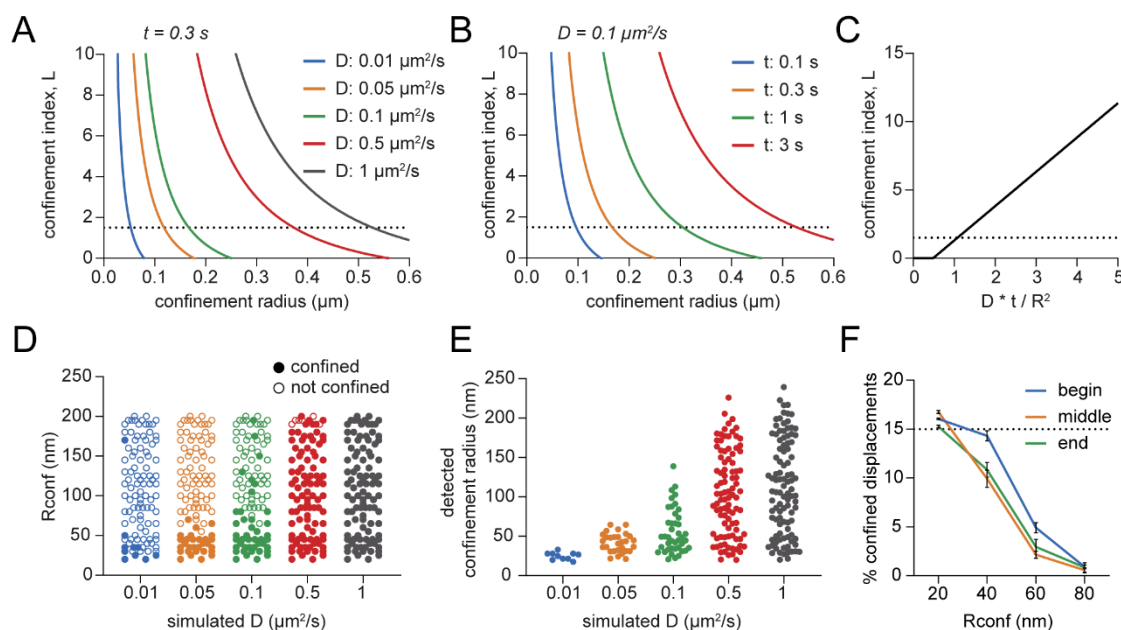 A
t = 0.3 s
confinement index, L
10
8
6
4
2
0
D: 0.01 µm²/s
D: 0.05 µm²/s
D: 0.1 µm²/s
D: 0.5 µm²/s
D: 1 µm²/s
0.0 0.1 0.2 0.3 0.4 0.5 0.6
confinement radius (µm)
B
D = 0.1 µm²/s
confinement index, L
10
8
6
4
2
0
t: 0.1 s
t: 0.3 s
t: 1 s
t: 3 s
0.0 0.1 0.2 0.3 0.4 0.5 0.6
confinement radius (µm)
C
confinement index, L
15
10
5
0
0 1 2 3 4 5
D * t / R²
D
confined
not confined
Rconf (nm)
250
200
150
100
50
0
0.01 0.05 0.1 0.5 1
simulated D (µm²/s)
E
detected
confinement radius (nm)
250
200
150
100
50
0
0.01 0.05 0.1 0.5 1
simulated D (µm²/s)
F
% confined displacements
20
15
10
5
0
begin
middle
end
20 40 60 80
Rconf (nm)